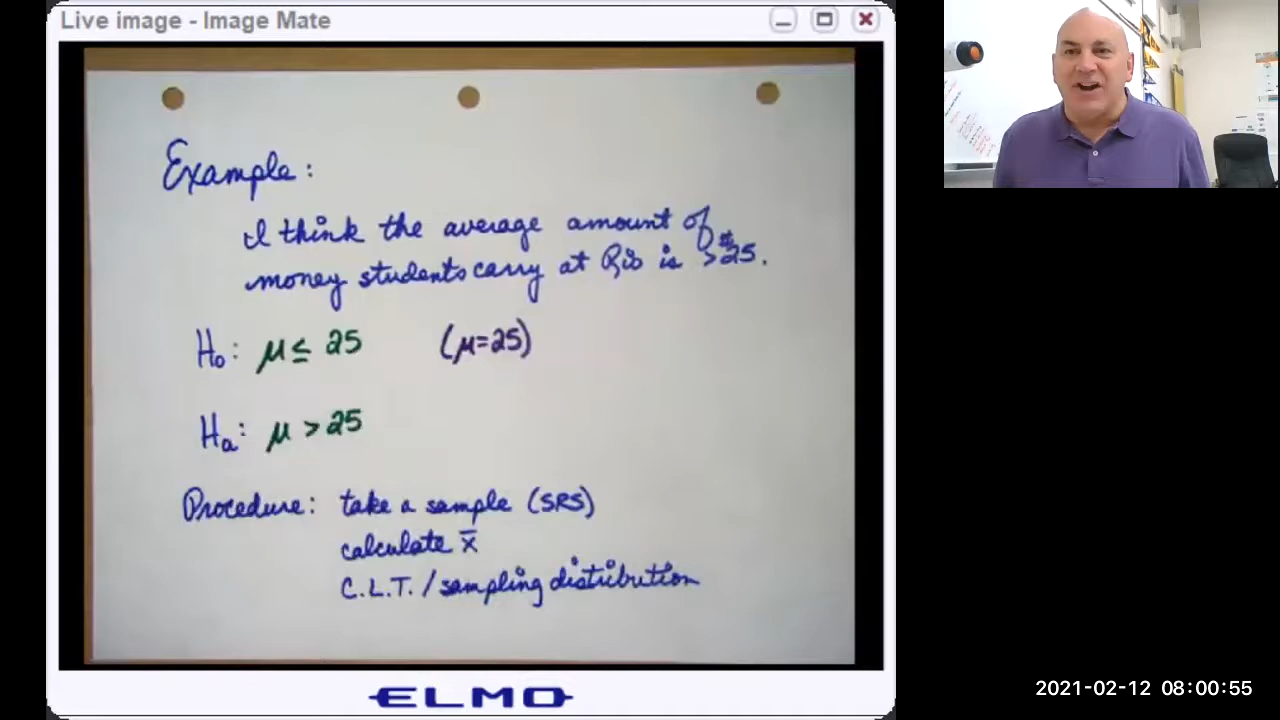 Live image - Image Mate
Example:
I think the average amount of
money students carry at Rio is > $25.
H₀: μ ≤ 25 (μ=25)
Hₐ: μ > 25
Procedure: take a sample (SRS)
calculate x̄
C.L.T. / sampling distribution
ELMO
2021-02-12 08:00:55